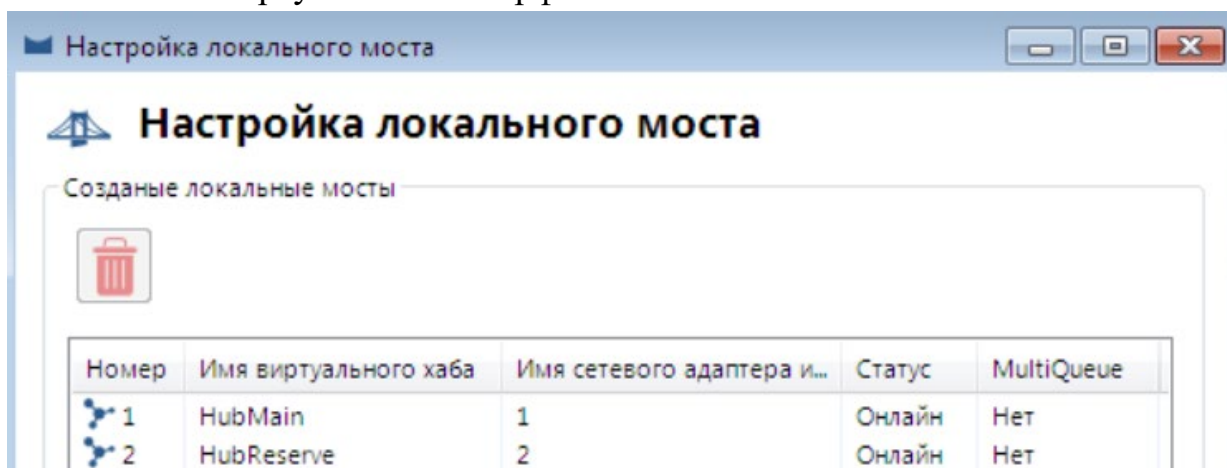 Настройка локального моста
Настройка локального моста
Созданые локальные мосты
Номер Имя виртуального хаба Имя сетевого адаптера и... Статус MultiQueue
1 HubMain 1 Онлайн Нет
2 HubReserve 2 Онлайн Нет